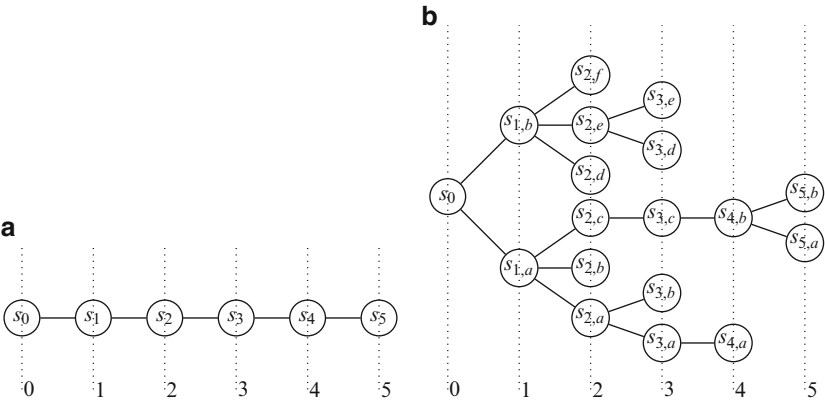 b
s2,f
s3,e
s1,b s2,e
s3,d
s2,d
s0
s5,b
s2,c s3,c s4,b
a
s5,a
s1,a s2,b
s3,b
s0 s1 s2 s3 s4 s5
s2,a
s3,a s4,a
0 1 2 3 4 5
0 1 2 3 4 5